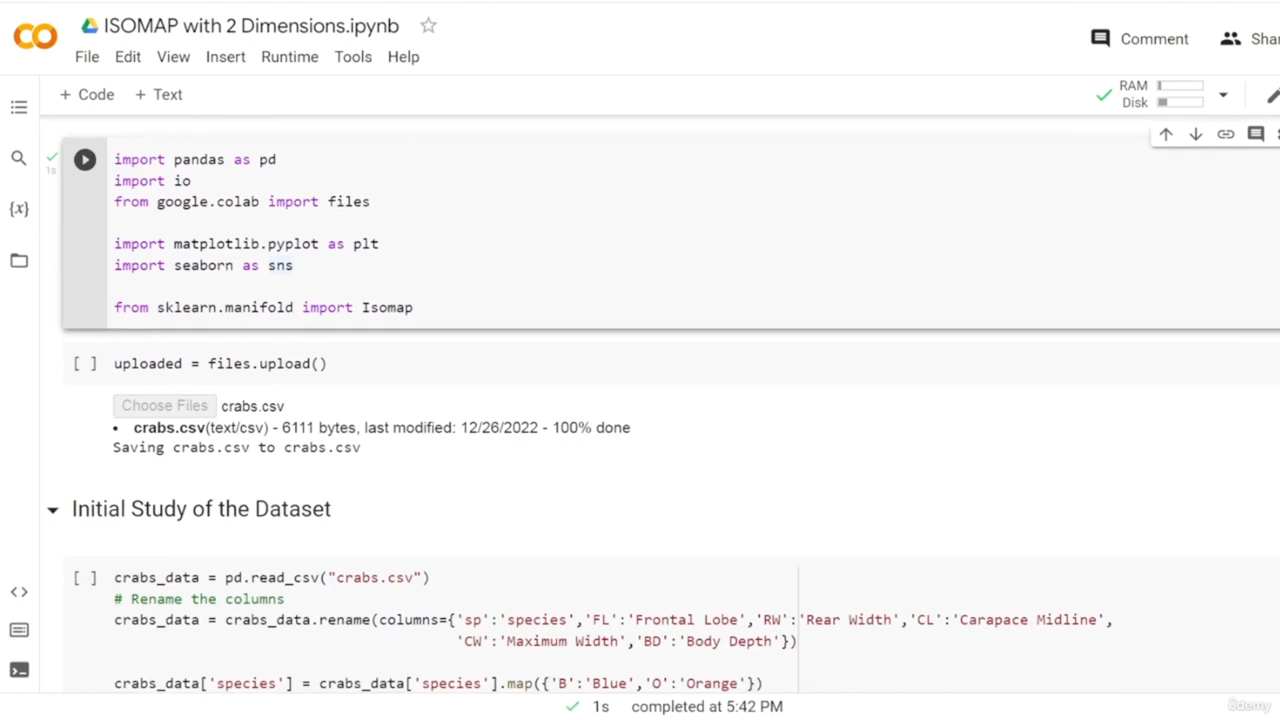 ISOMAP with 2 Dimensions.ipynb
File Edit View Insert Runtime Tools Help
Comment
+ Code + Text
RAM
Disk
{x}
1s
import pandas as pd
import io
from google.colab import files
import matplotlib.pyplot as plt
import seaborn as sns
from sklearn.manifold import Isomap
[ ] uploaded = files.upload()
Choose Files crabs.csv
• crabs.csv(text/csv) - 6111 bytes, last modified: 12/26/2022 - 100% done
Saving crabs.csv to crabs.csv
Initial Study of the Dataset
[ ] crabs_data = pd.read_csv("crabs.csv")
# Rename the columns
crabs_data = crabs_data.rename(columns={'sp':'species','FL':'Frontal Lobe','RW':'Rear Width','CL':'Carapace Midline',
'CW':'Maximum Width','BD':'Body Depth'})
crabs_data['species'] = crabs_data['species'].map({'B':'Blue','O':'Orange'})
1s completed at 5:42 PM
ûdemy